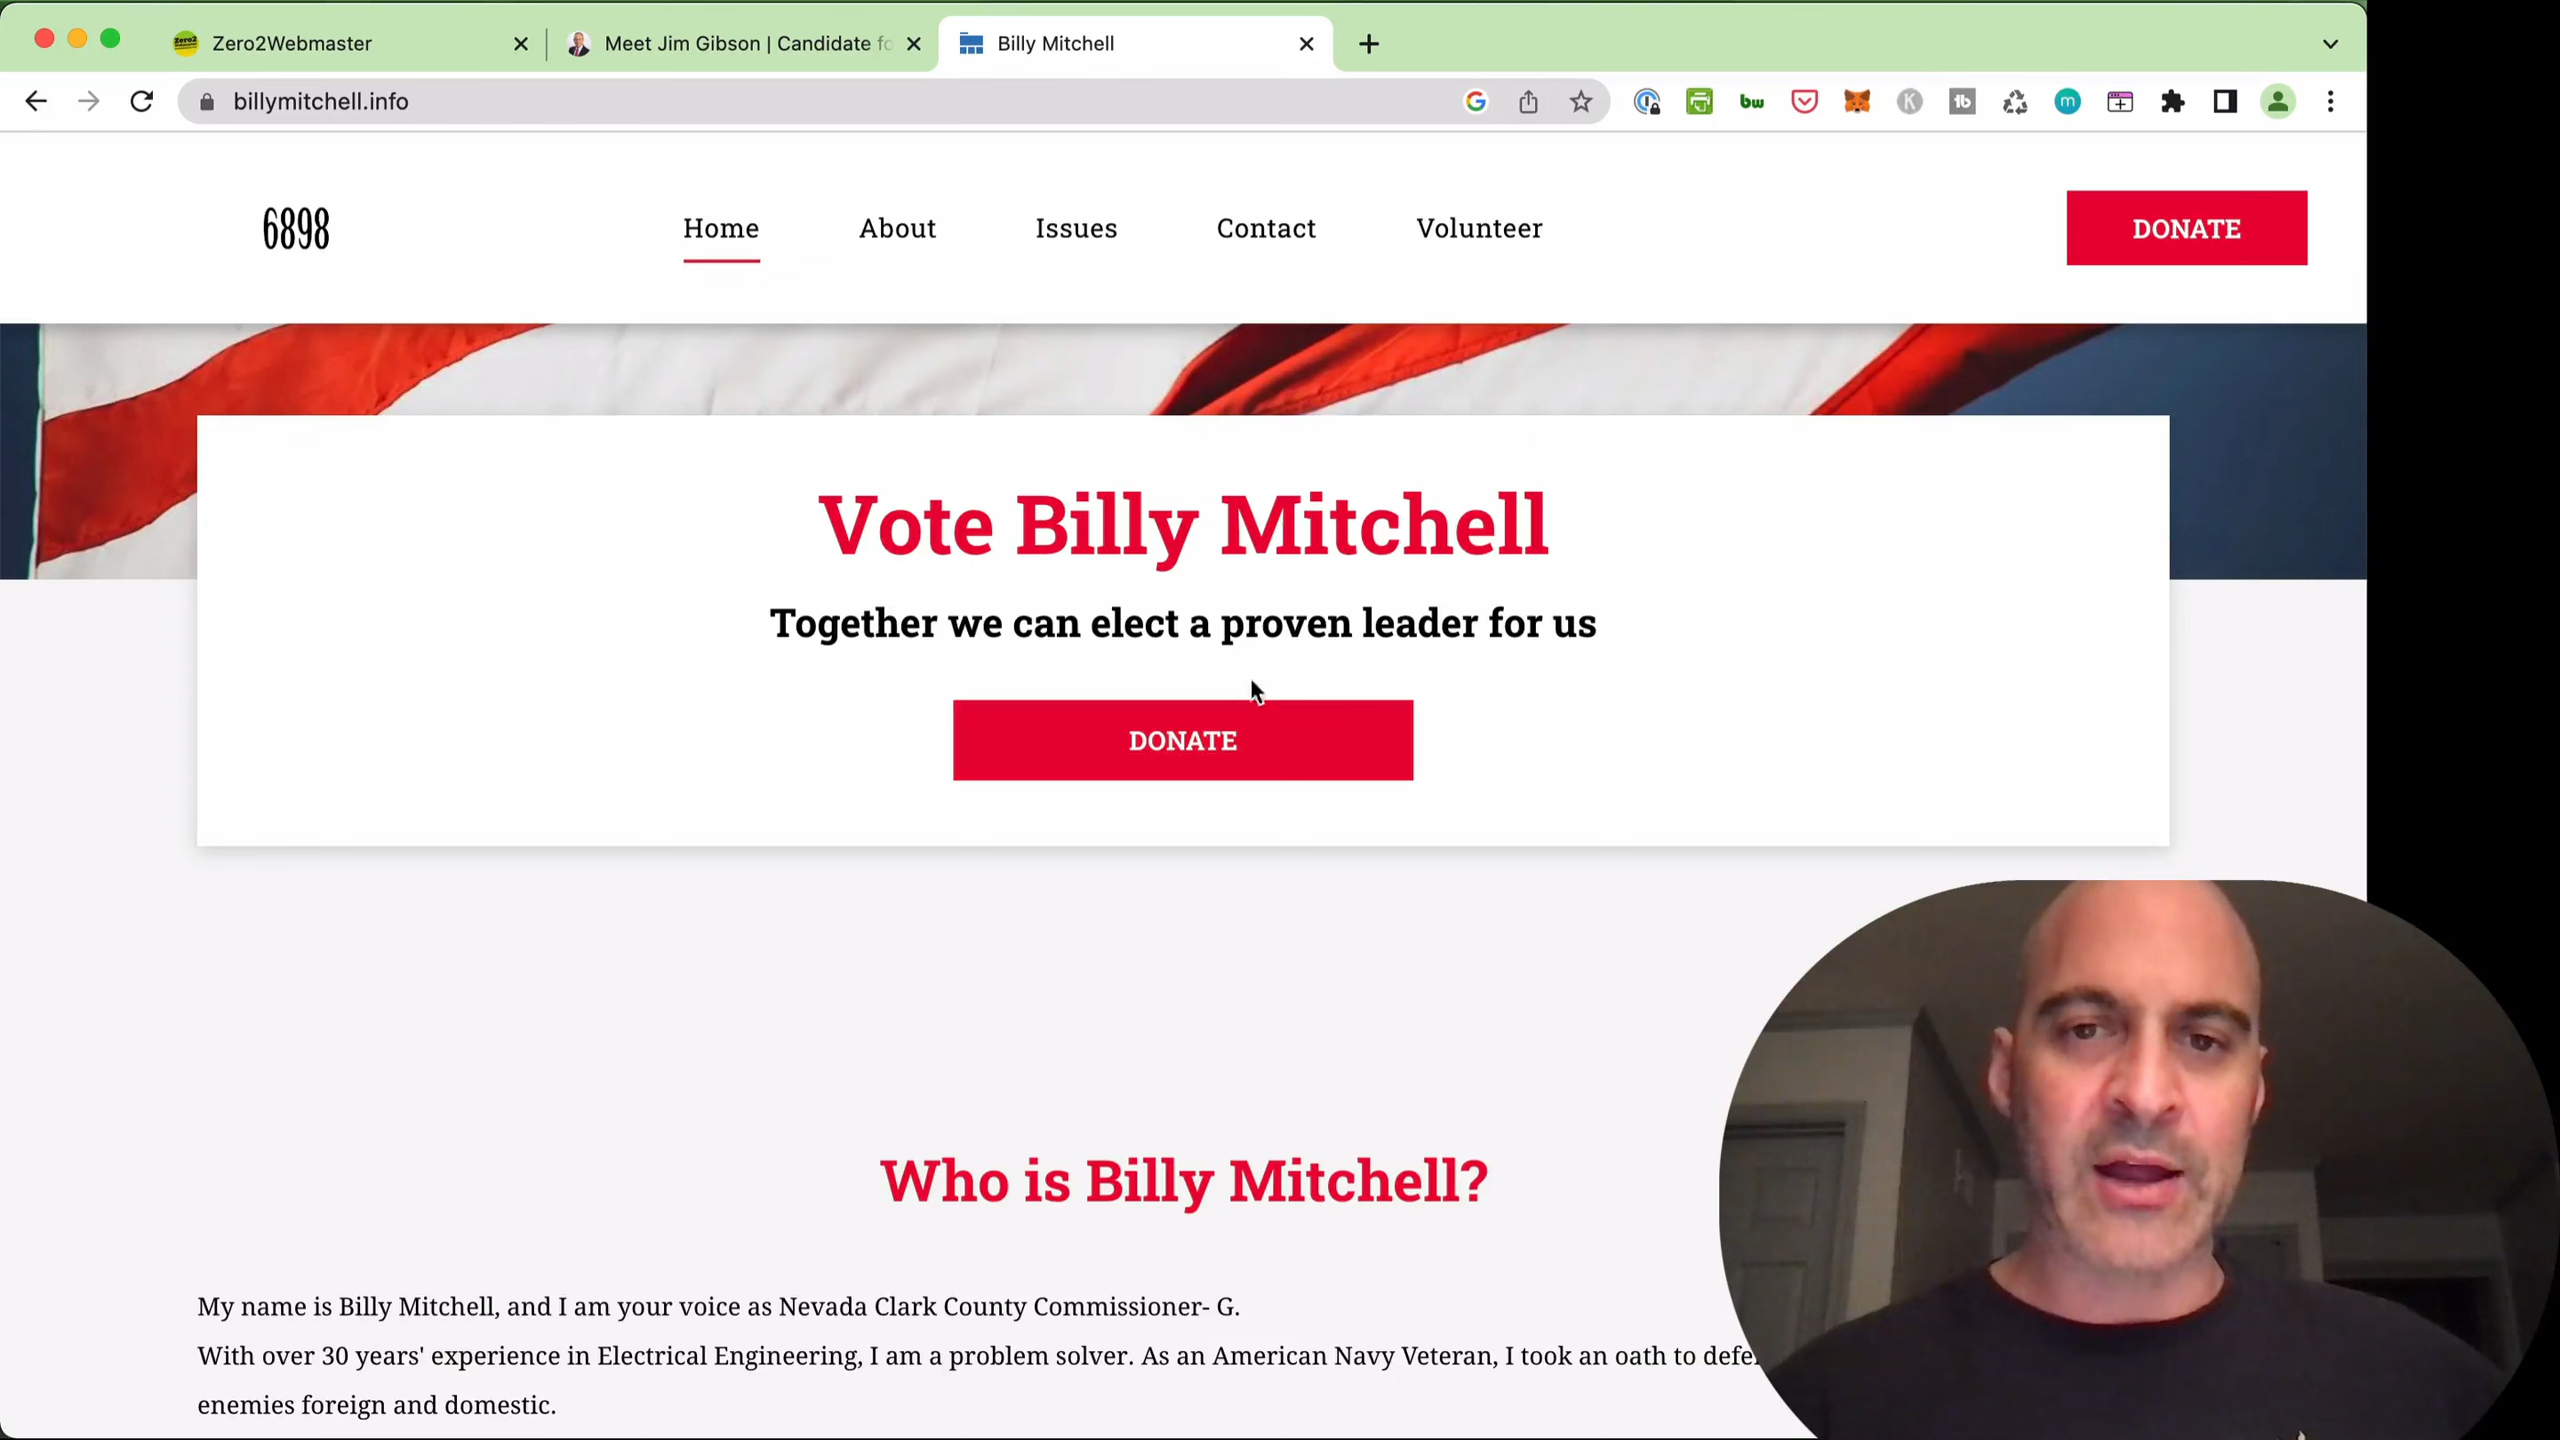 Zero2Webmaster
Meet Jim Gibson | Candidate fo
Billy Mitchell
billymitchell.info
6898
Home
About
Issues
Contact
Volunteer
DONATE
Vote Billy Mitchell
Together we can elect a proven leader for us
DONATE
Who is Billy Mitchell?
My name is Billy Mitchell, and I am your voice as Nevada Clark County Commissioner- G.
With over 30 years' experience in Electrical Engineering, I am a problem solver. As an American Navy Veteran, I took an oath to defe
enemies foreign and domestic.